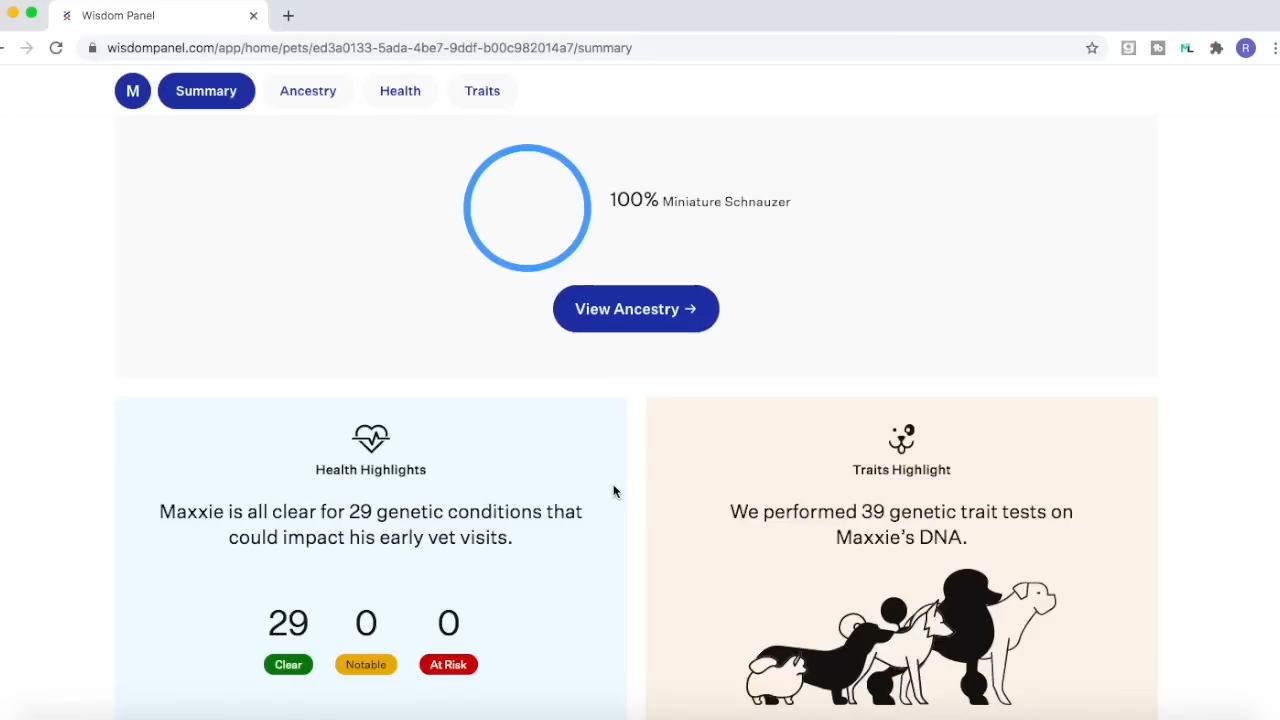 Wisdom Panel
wisdompanel.com/app/home/pets/ed3a0133-5ada-4be7-9ddf-b00c982014a7/summary
R
M Summary Ancestry Health Traits
100% Miniature Schnauzer
View Ancestry →
Health Highlights
Maxxie is all clear for 29 genetic conditions that
could impact his early vet visits.
29 0 0
Clear Notable At Risk
Traits Highlight
We performed 39 genetic trait tests on
Maxxie’s DNA.